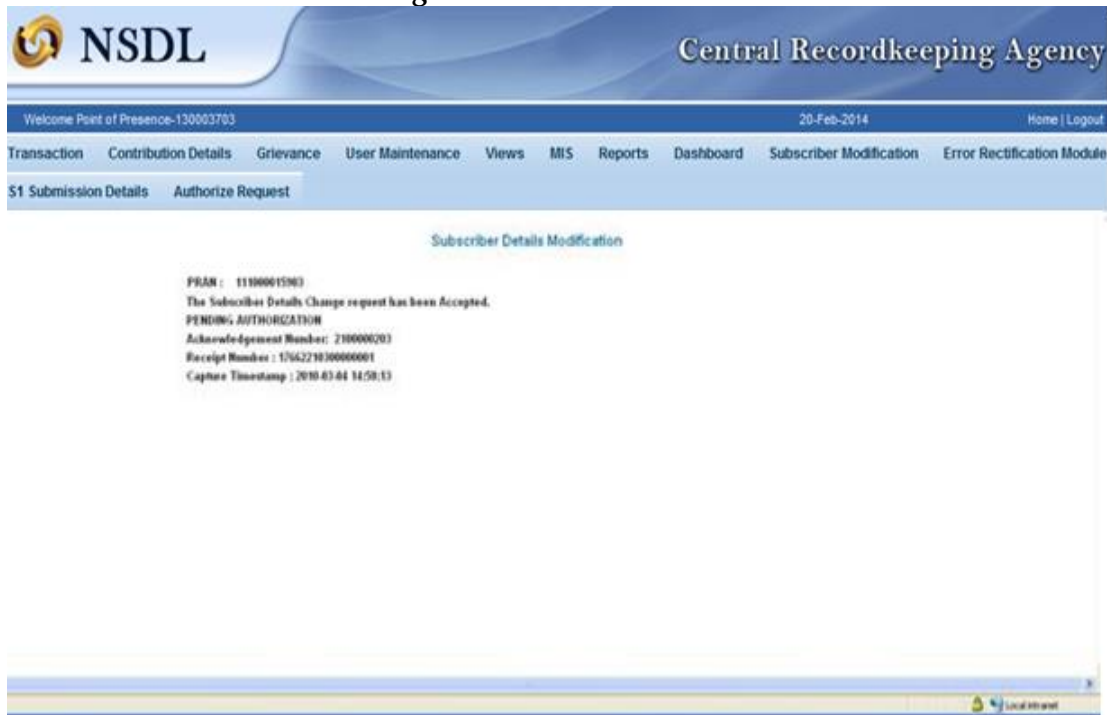 NSDL
Central Recordkeeping Agency
Welcome Point of Presence-130003703 20-Feb-2014 Home | Logout
Transaction Contribution Details Grievance User Maintenance Views MIS Reports Dashboard Subscriber Modification Error Rectification Module
S1 Submission Details Authorize Request
Subscriber Details Modification
PRAN : 111000015903
The Subscriber Details Change request has been Accepted.
PENDING AUTHORIZATION
Acknowledgement Number: 2100000203
Receipt Number : 17662210300000001
Capture Timestamp : 2010-03-04 14:50:13
Local intranet